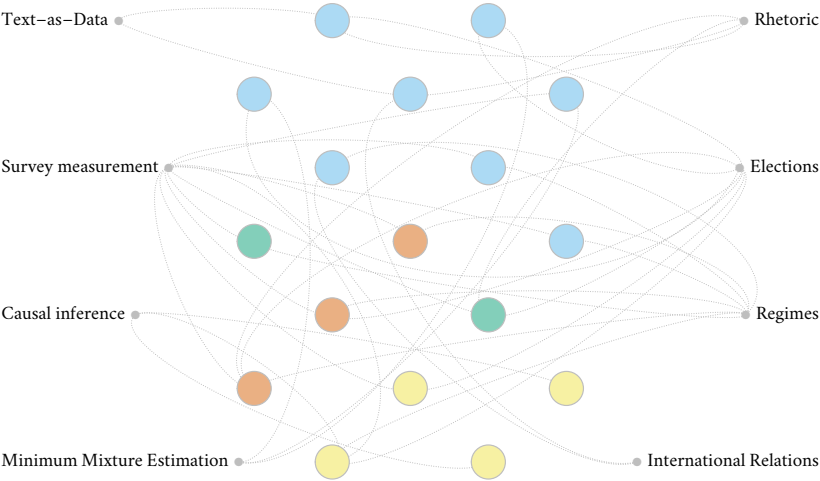 Text−as−Data
Rhetoric
Survey measurement
Elections
Causal inference
Regimes
Minimum Mixture Estimation
International Relations